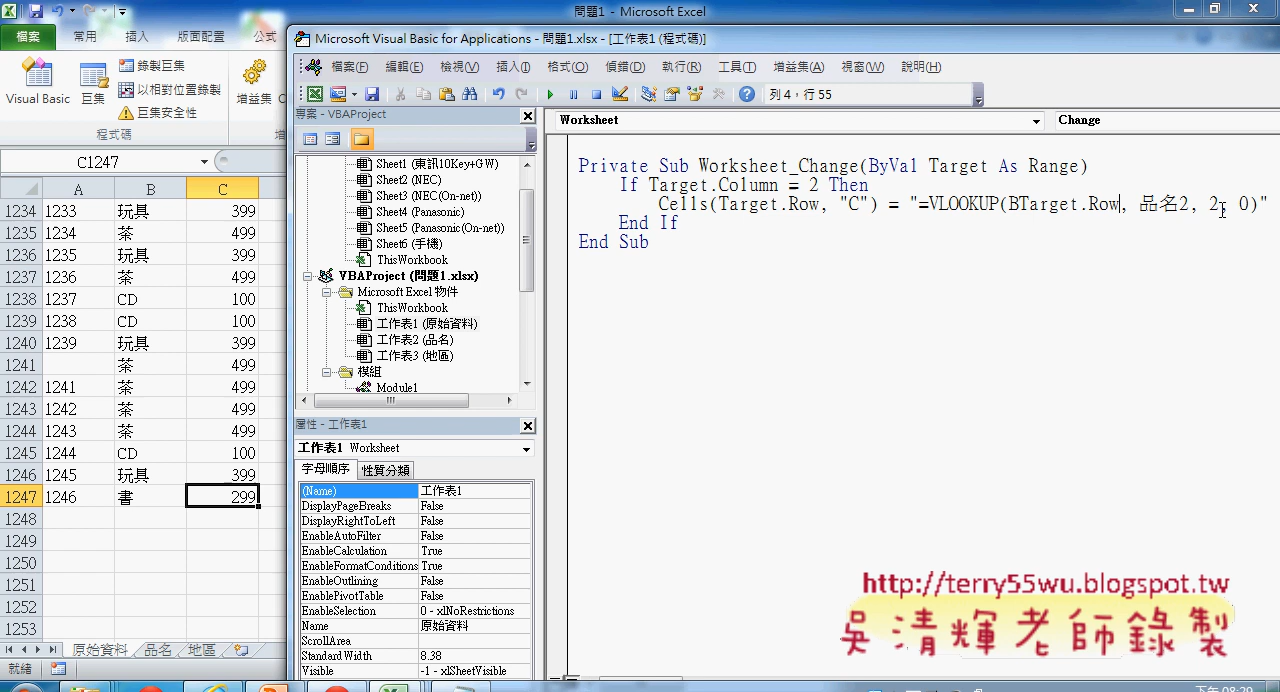 問題1 - Microsoft Excel
檔案 常用 插入 版面配置 公式
Visual Basic 巨集 錄製巨集 以相對位置錄製 巨集安全性 增益集
程式碼
C1247
A B C
1234 1233 玩具 399
1235 1234 茶 499
1236 1235 玩具 399
1237 1236 茶 499
1238 1237 CD 100
1239 1238 CD 100
1240 1239 玩具 399
1241 茶 499
1242 1241 茶 499
1243 1242 茶 499
1244 1243 茶 499
1245 1244 CD 100
1246 1245 玩具 399
1247 1246 書 299
1248
1249
1250
1251
1252
1253
原始資料 品名 地區
就緒
Microsoft Visual Basic for Applications - 問題1.xlsx - [工作表1 (程式碼)]
檔案(F) 編輯(E) 檢視(V) 插入(I) 格式(O) 偵錯(D) 執行(R) 工具(T) 增益集(A) 視窗(W) 說明(H)
列 4，行 55
專案 - VBAProject
Sheet1 (東訊10Key+GW)
Sheet2 (NEC)
Sheet3 (NEC(On-net))
Sheet4 (Panasonic)
Sheet5 (Panasonic(On-net))
Sheet6 (手機)
ThisWorkbook
VBAProject (問題1.xlsx)
Microsoft Excel 物件
ThisWorkbook
工作表1 (原始資料)
工作表2 (品名)
工作表3 (地區)
模組
Module1
屬性 - 工作表1
工作表1 Worksheet
字母順序 性質分類
(Name) 工作表1
DisplayPageBreaks False
DisplayRightToLeft False
EnableAutoFilter False
EnableCalculation True
EnableFormatConditions True
EnableOutlining False
EnablePivotTable False
EnableSelection 0 - xlNoRestrictions
Name 原始資料
ScrollArea
StandardWidth 8.38
Visible -1 - xlSheetVisible
Worksheet Change
Private Sub Worksheet_Change(ByVal Target As Range)
If Target.Column = 2 Then
Cells(Target.Row, "C") = "=VLOOKUP(BTarget.Row, 品名2, 2, 0)"
End If
End Sub
http://terry55wu.blogspot.tw
吳清輝老師錄製
下午 08:29